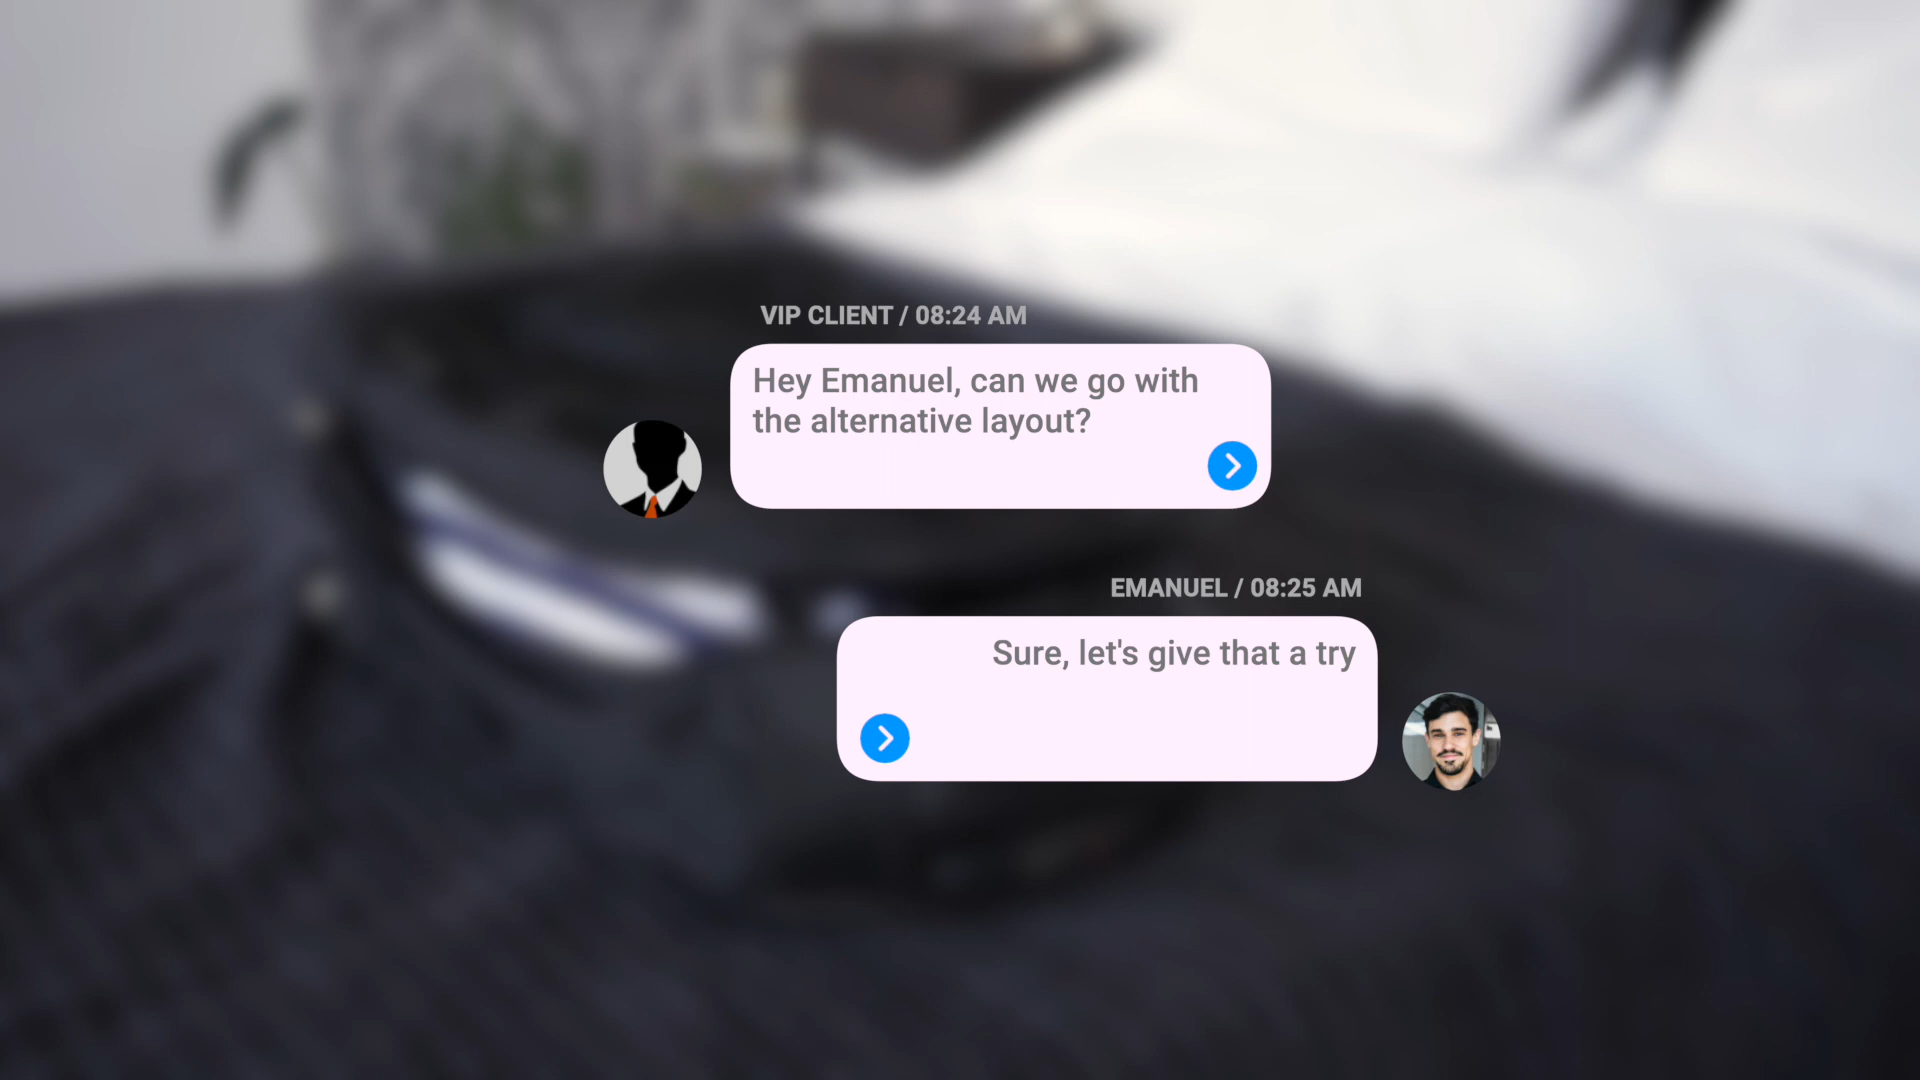 VIP CLIENT / 08:24 AM
Hey Emanuel, can we go with
the alternative layout?
EMANUEL / 08:25 AM
Sure, let's give that a try